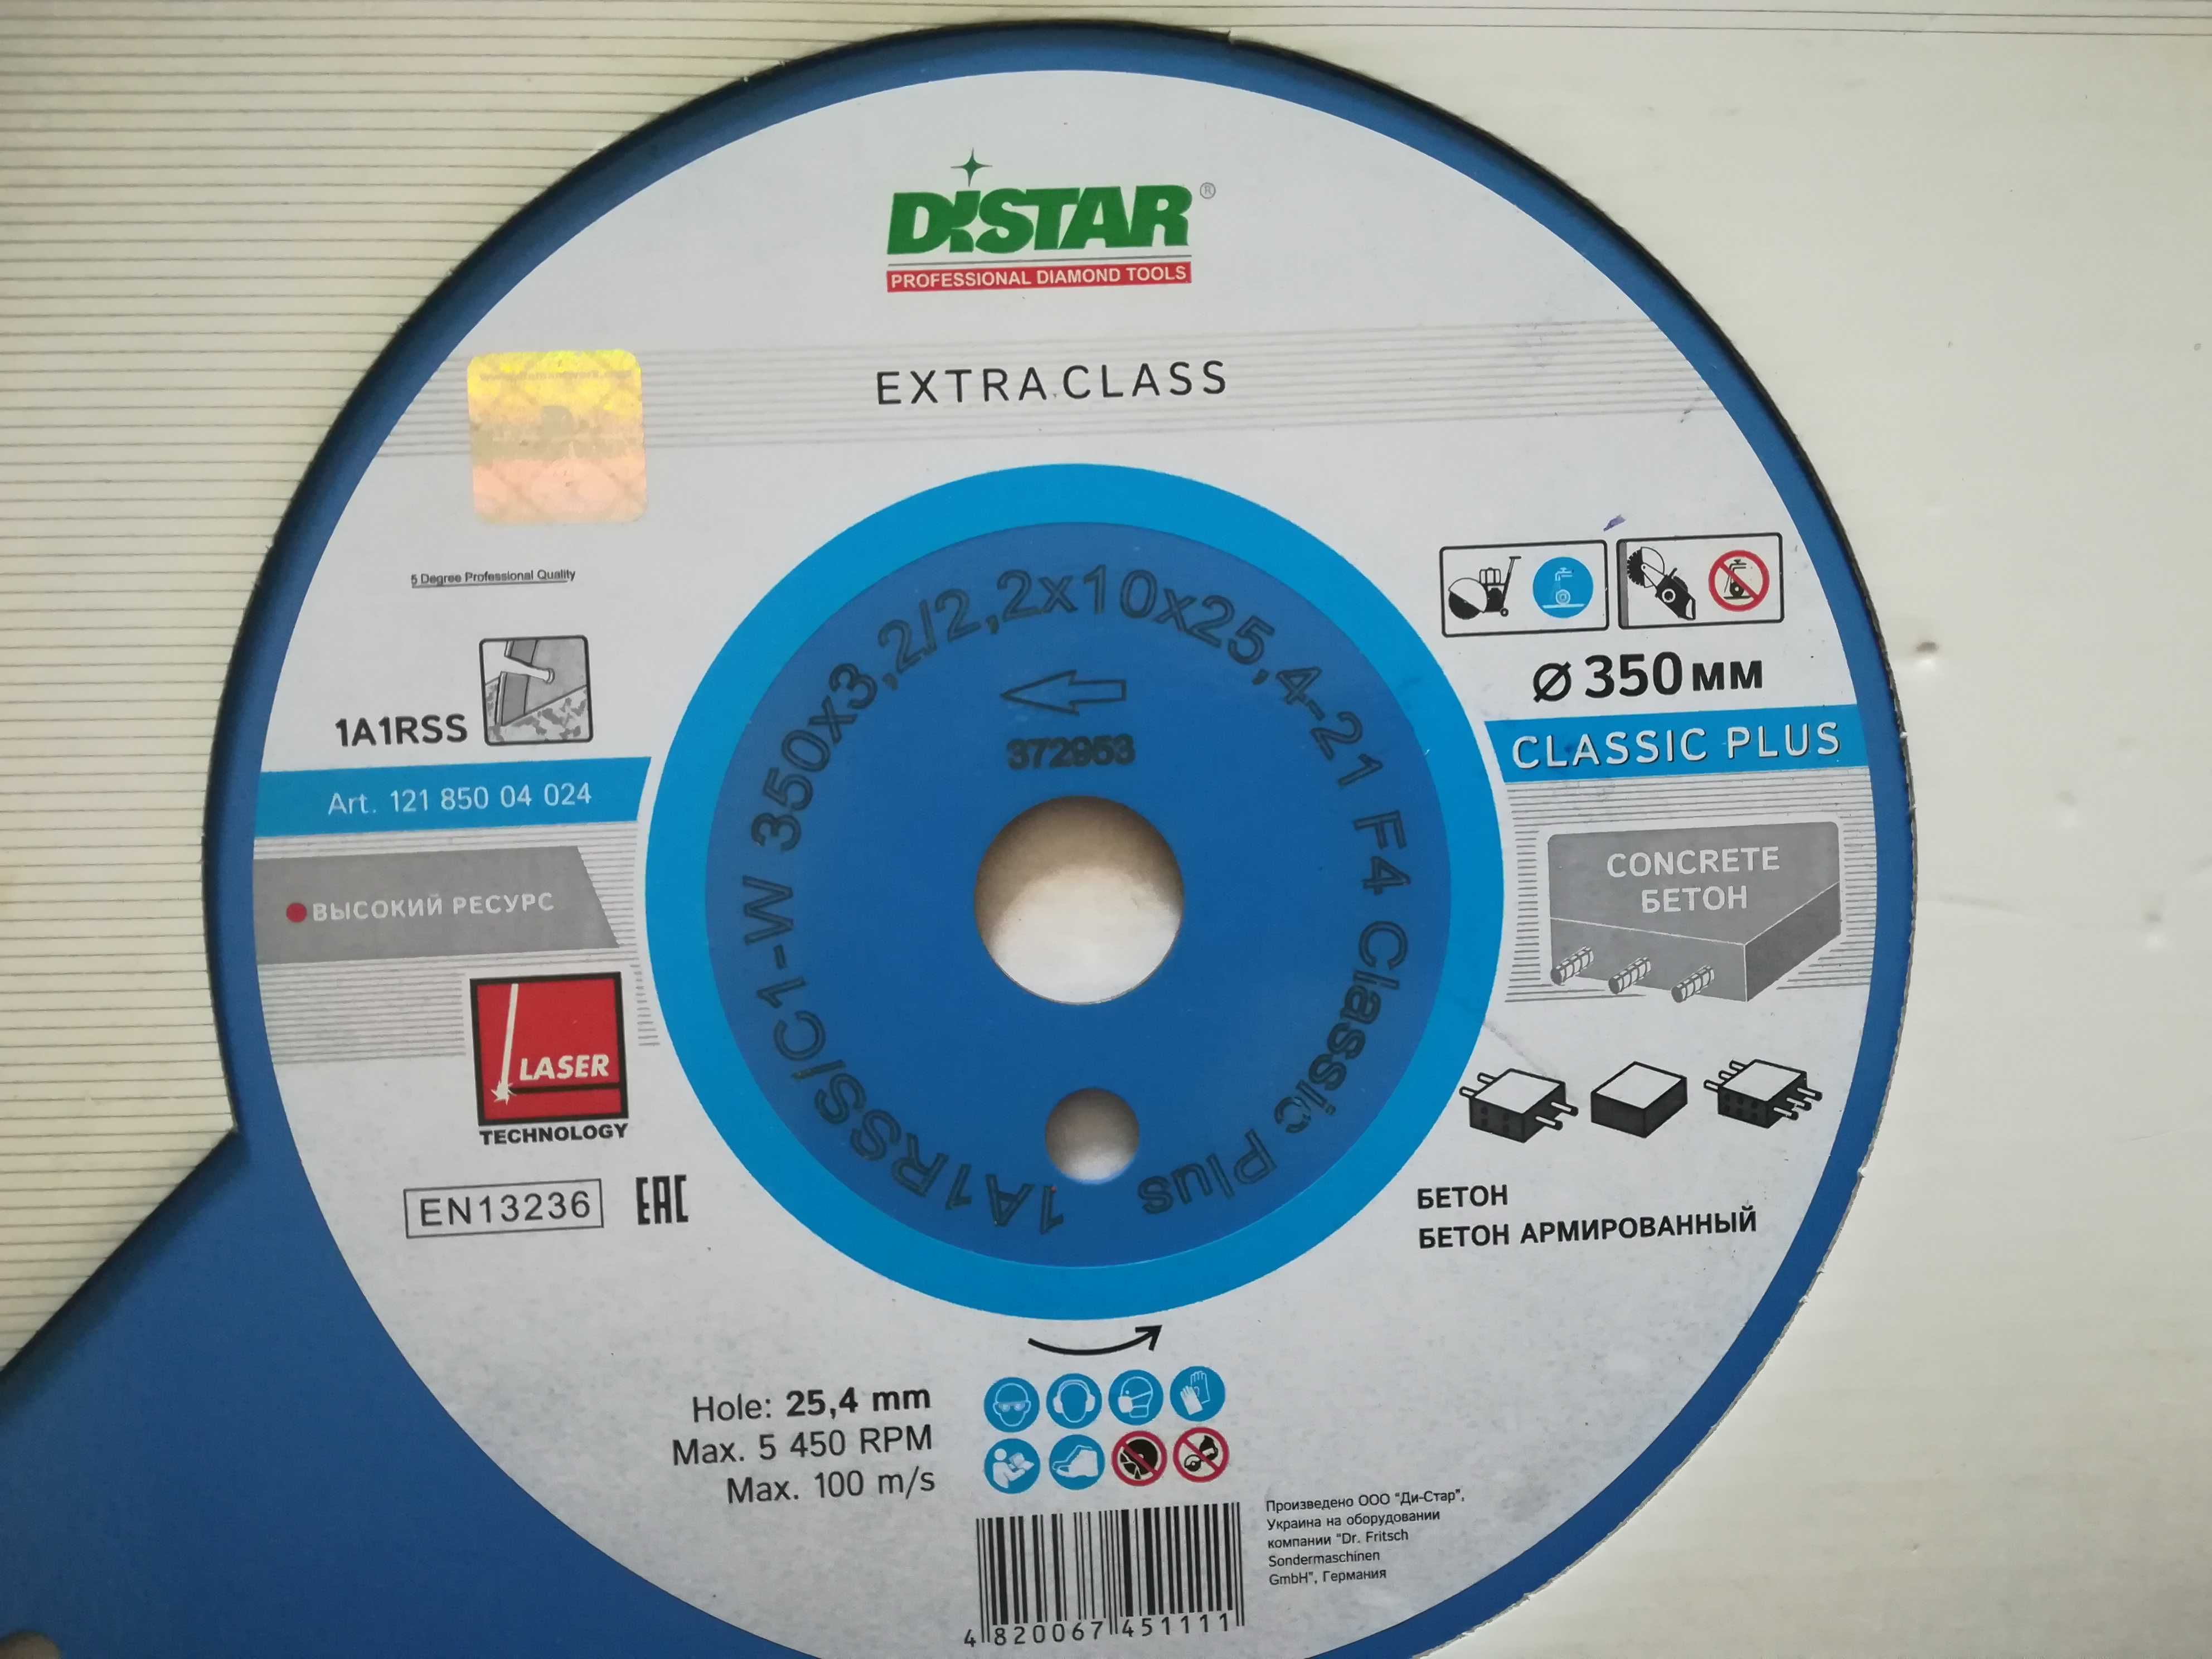 DiSTAR®
PROFESSIONAL DIAMOND TOOLS
EXTRA CLASS
5 Degree Professional Quality
1A1RSS
Art. 121 850 04 024
ВЫСОКИЙ РЕСУРС
LASER
TECHNOLOGY
EN13236
EAC
1A1RSS/C1-W 350x3,2/2,2x10x25,4-21 F4 Classic Plus
372953
Ø 350 мм
CLASSIC PLUS
CONCRETE
БЕТОН
БЕТОН
БЕТОН АРМИРОВАННЫЙ
Hole: 25,4 mm
Max. 5 450 RPM
Max. 100 m/s
Произведено ООО "Ди-Стар",
Украина на оборудовании
компании "Dr. Fritsch
Sondermaschinen
GmbH", Германия
4 820067 451111